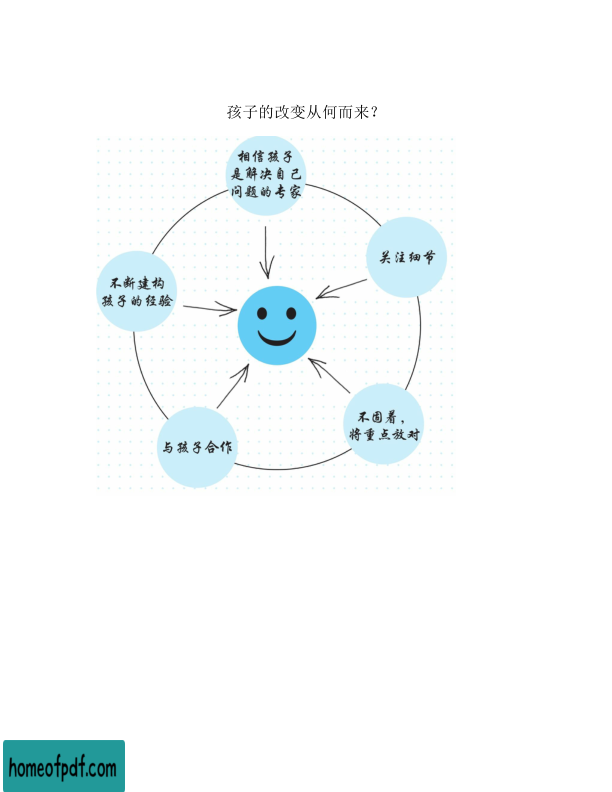 孩子的改变从何而来？
相信孩子
是解决自己
问题的专家
关注细节
不断建构
孩子的经验
不固着，
将重点放对
与孩子合作
homeofpdf.com